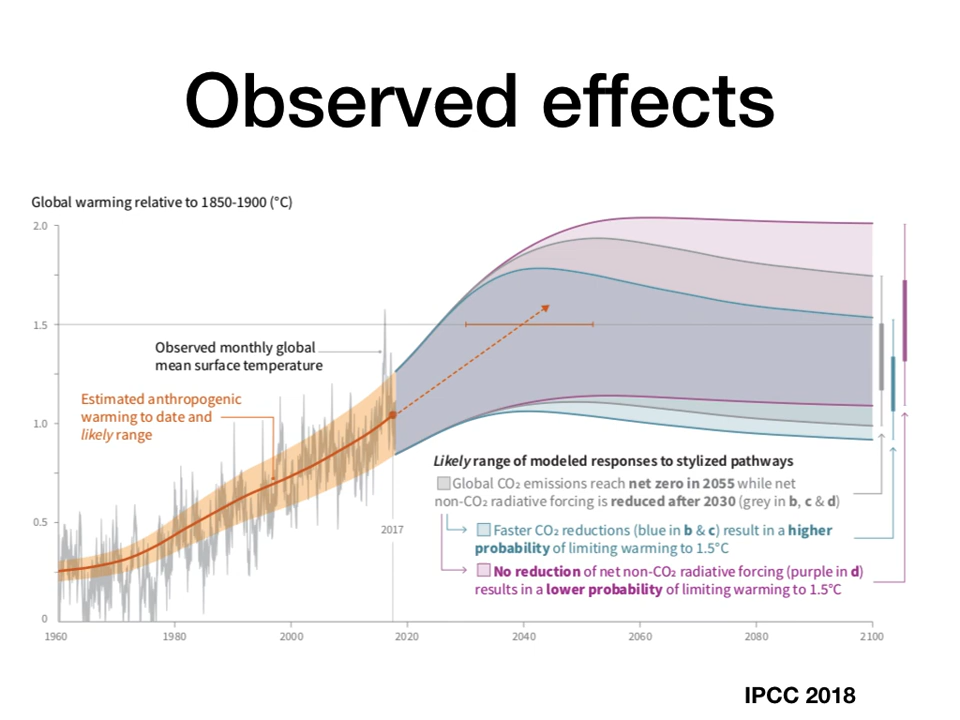 Observed effects
Global warming relative to 1850-1900 (°C)
2.0
1.5
Observed monthly global
mean surface temperature
Estimated anthropogenic
warming to date and
likely range
1.0
Likely range of modeled responses to stylized pathways
Global CO₂ emissions reach net zero in 2055 while net
non-CO₂ radiative forcing is reduced after 2030 (grey in b, c & d)
0.5
2017
Faster CO₂ reductions (blue in b & c) result in a higher
probability of limiting warming to 1.5°C
No reduction of net non-CO₂ radiative forcing (purple in d)
results in a lower probability of limiting warming to 1.5°C
0
1960 1980 2000 2020 2040 2060 2080 2100
IPCC 2018